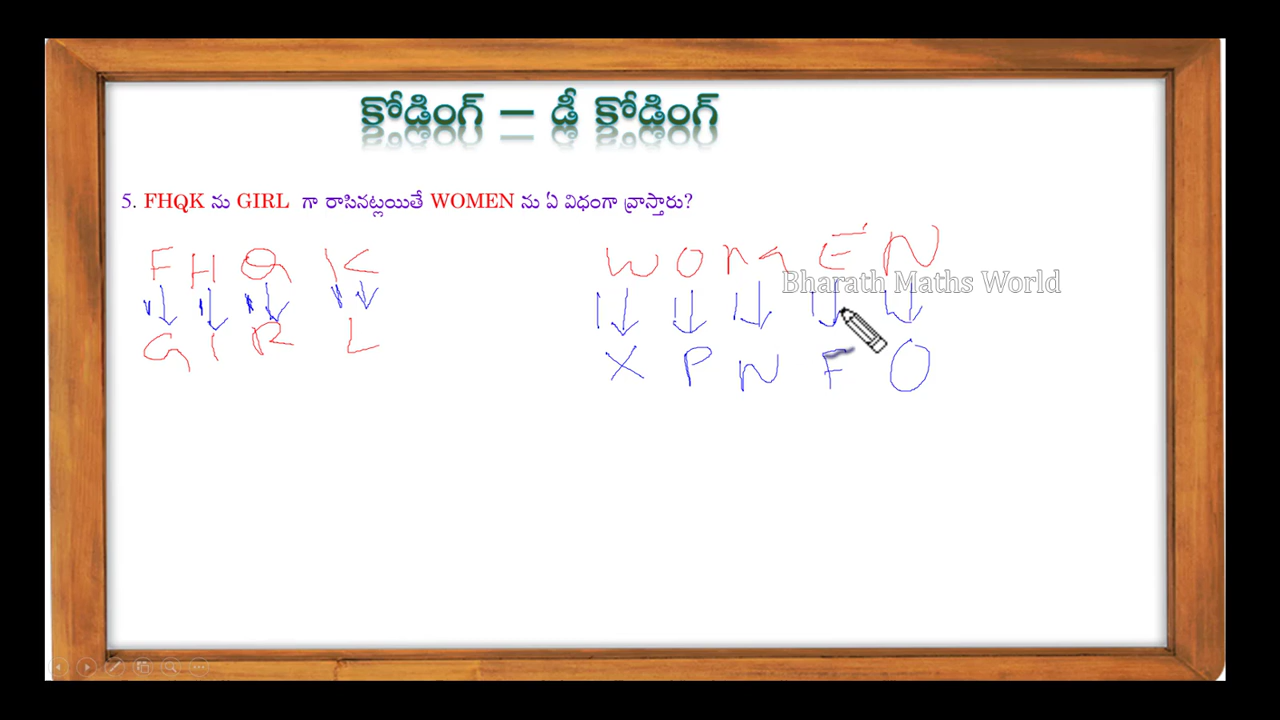 కోడింగ్ – డీ కోడింగ్
5. FHQK ను GIRL గా రాసినట్లయితే WOMEN ను ఏ విధంగా వ్రాస్తారు?
F H Q K W O M E N
Bharath Maths World
G I R L X P N F O